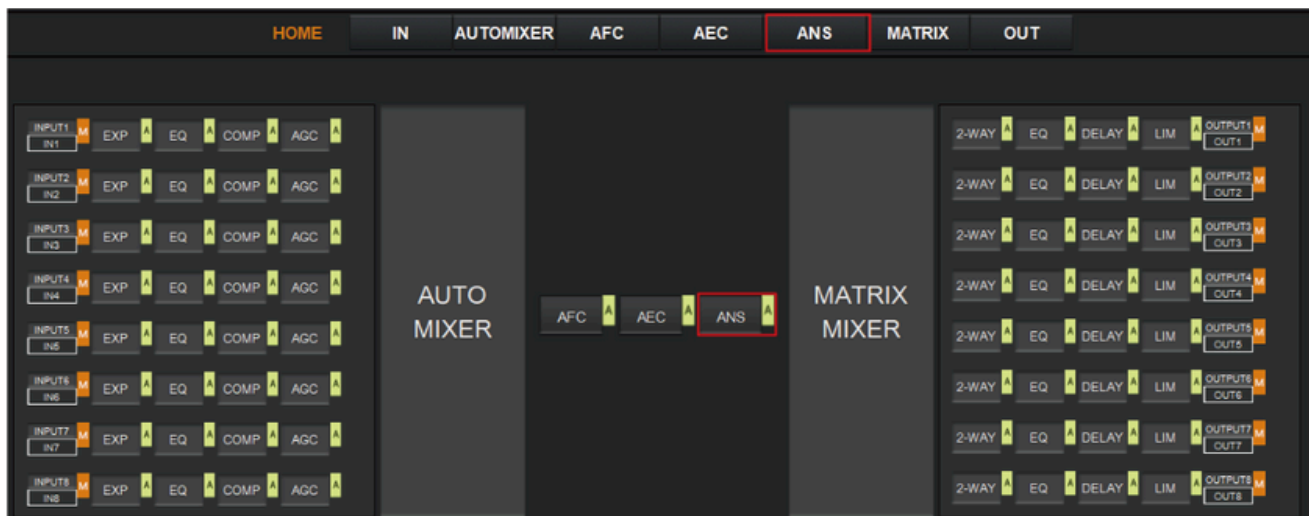 HOME IN AUTOMIXER AFC AEC ANS MATRIX OUT
INPUT1 M EXP A EQ A COMP A AGC A 2-WAY A EQ A DELAY A LIM A OUTPUT1 M
IN1 OUT1
INPUT2 M EXP A EQ A COMP A AGC A 2-WAY A EQ A DELAY A LIM A OUTPUT2 M
IN2 OUT2
INPUT3 M EXP A EQ A COMP A AGC A 2-WAY A EQ A DELAY A LIM A OUTPUT3 M
IN3 OUT3
INPUT4 M EXP A EQ A COMP A AGC A 2-WAY A EQ A DELAY A LIM A OUTPUT4 M
IN4 OUT4
AUTO MATRIX
MIXER AFC A AEC A ANS A MIXER
INPUT5 M EXP A EQ A COMP A AGC A 2-WAY A EQ A DELAY A LIM A OUTPUT5 M
IN5 OUT5
INPUT6 M EXP A EQ A COMP A AGC A 2-WAY A EQ A DELAY A LIM A OUTPUT6 M
IN6 OUT6
INPUT7 M EXP A EQ A COMP A AGC A 2-WAY A EQ A DELAY A LIM A OUTPUT7 M
IN7 OUT7
INPUT8 M EXP A EQ A COMP A AGC A 2-WAY A EQ A DELAY A LIM A OUTPUT8 M
IN8 OUT8